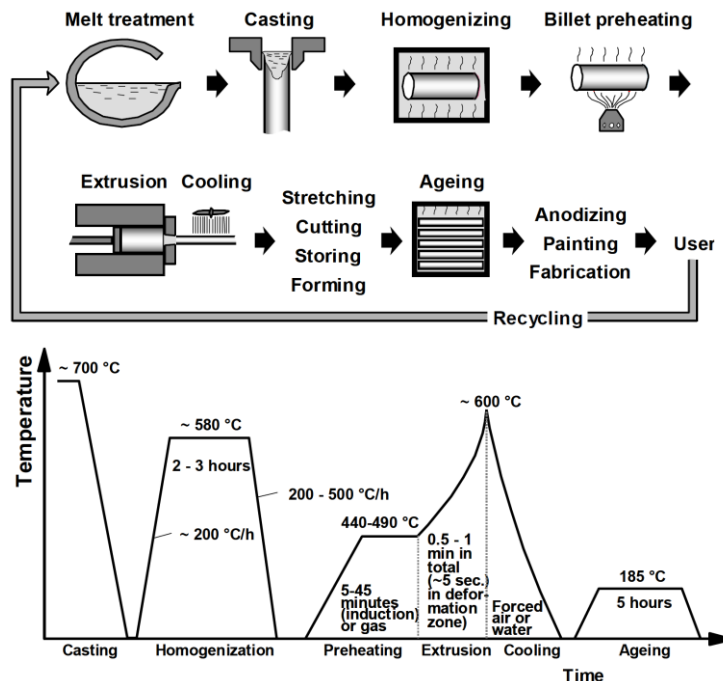 Melt treatment
Casting
Homogenizing
Billet preheating
Extrusion
Cooling
Stretching
Cutting
Storing
Forming
Ageing
Anodizing
Painting
Fabrication
User
Recycling
Temperature
~ 700 °C
~ 580 °C
2 - 3 hours
~ 200 °C/h
200 - 500 °C/h
440-490 °C
5-45
minutes
(induction)
or gas
~ 600 °C
0.5 - 1
min in
total
(~5 sec.)
in defor-
mation
zone)
Forced
air or
water
185 °C
5 hours
Casting
Homogenization
Preheating
Extrusion
Cooling
Ageing
Time